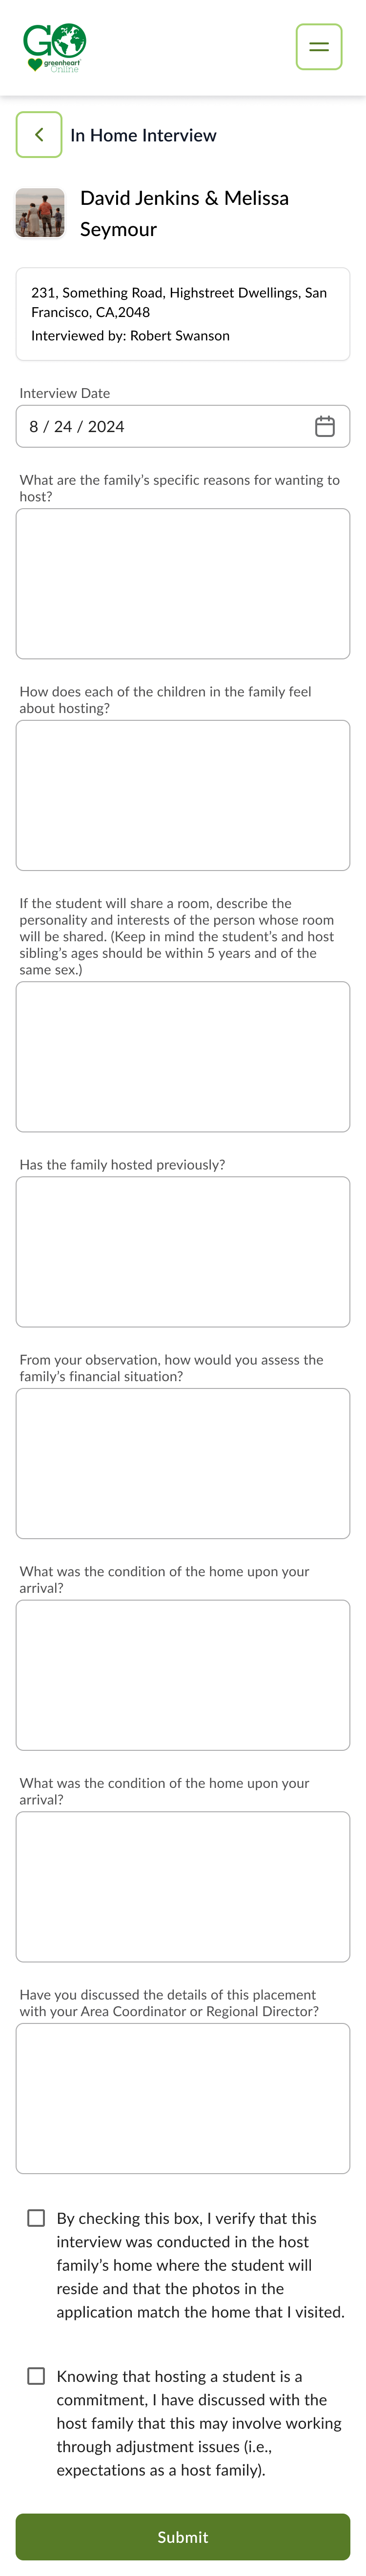 GO
greenheart
Online
In Home Interview
David Jenkins & Melissa
Seymour
231, Something Road, Highstreet Dwellings, San
Francisco, CA,2048
Interviewed by: Robert Swanson
Interview Date
8 / 24 / 2024
What are the family’s specific reasons for wanting to
host?
How does each of the children in the family feel
about hosting?
If the student will share a room, describe the
personality and interests of the person whose room
will be shared. (Keep in mind the student’s and host
sibling’s ages should be within 5 years and of the
same sex.)
Has the family hosted previously?
From your observation, how would you assess the
family’s financial situation?
What was the condition of the home upon your
arrival?
What was the condition of the home upon your
arrival?
Have you discussed the details of this placement
with your Area Coordinator or Regional Director?
By checking this box, I verify that this
interview was conducted in the host
family’s home where the student will
reside and that the photos in the
application match the home that I visited.
Knowing that hosting a student is a
commitment, I have discussed with the
host family that this may involve working
through adjustment issues (i.e.,
expectations as a host family).
Submit